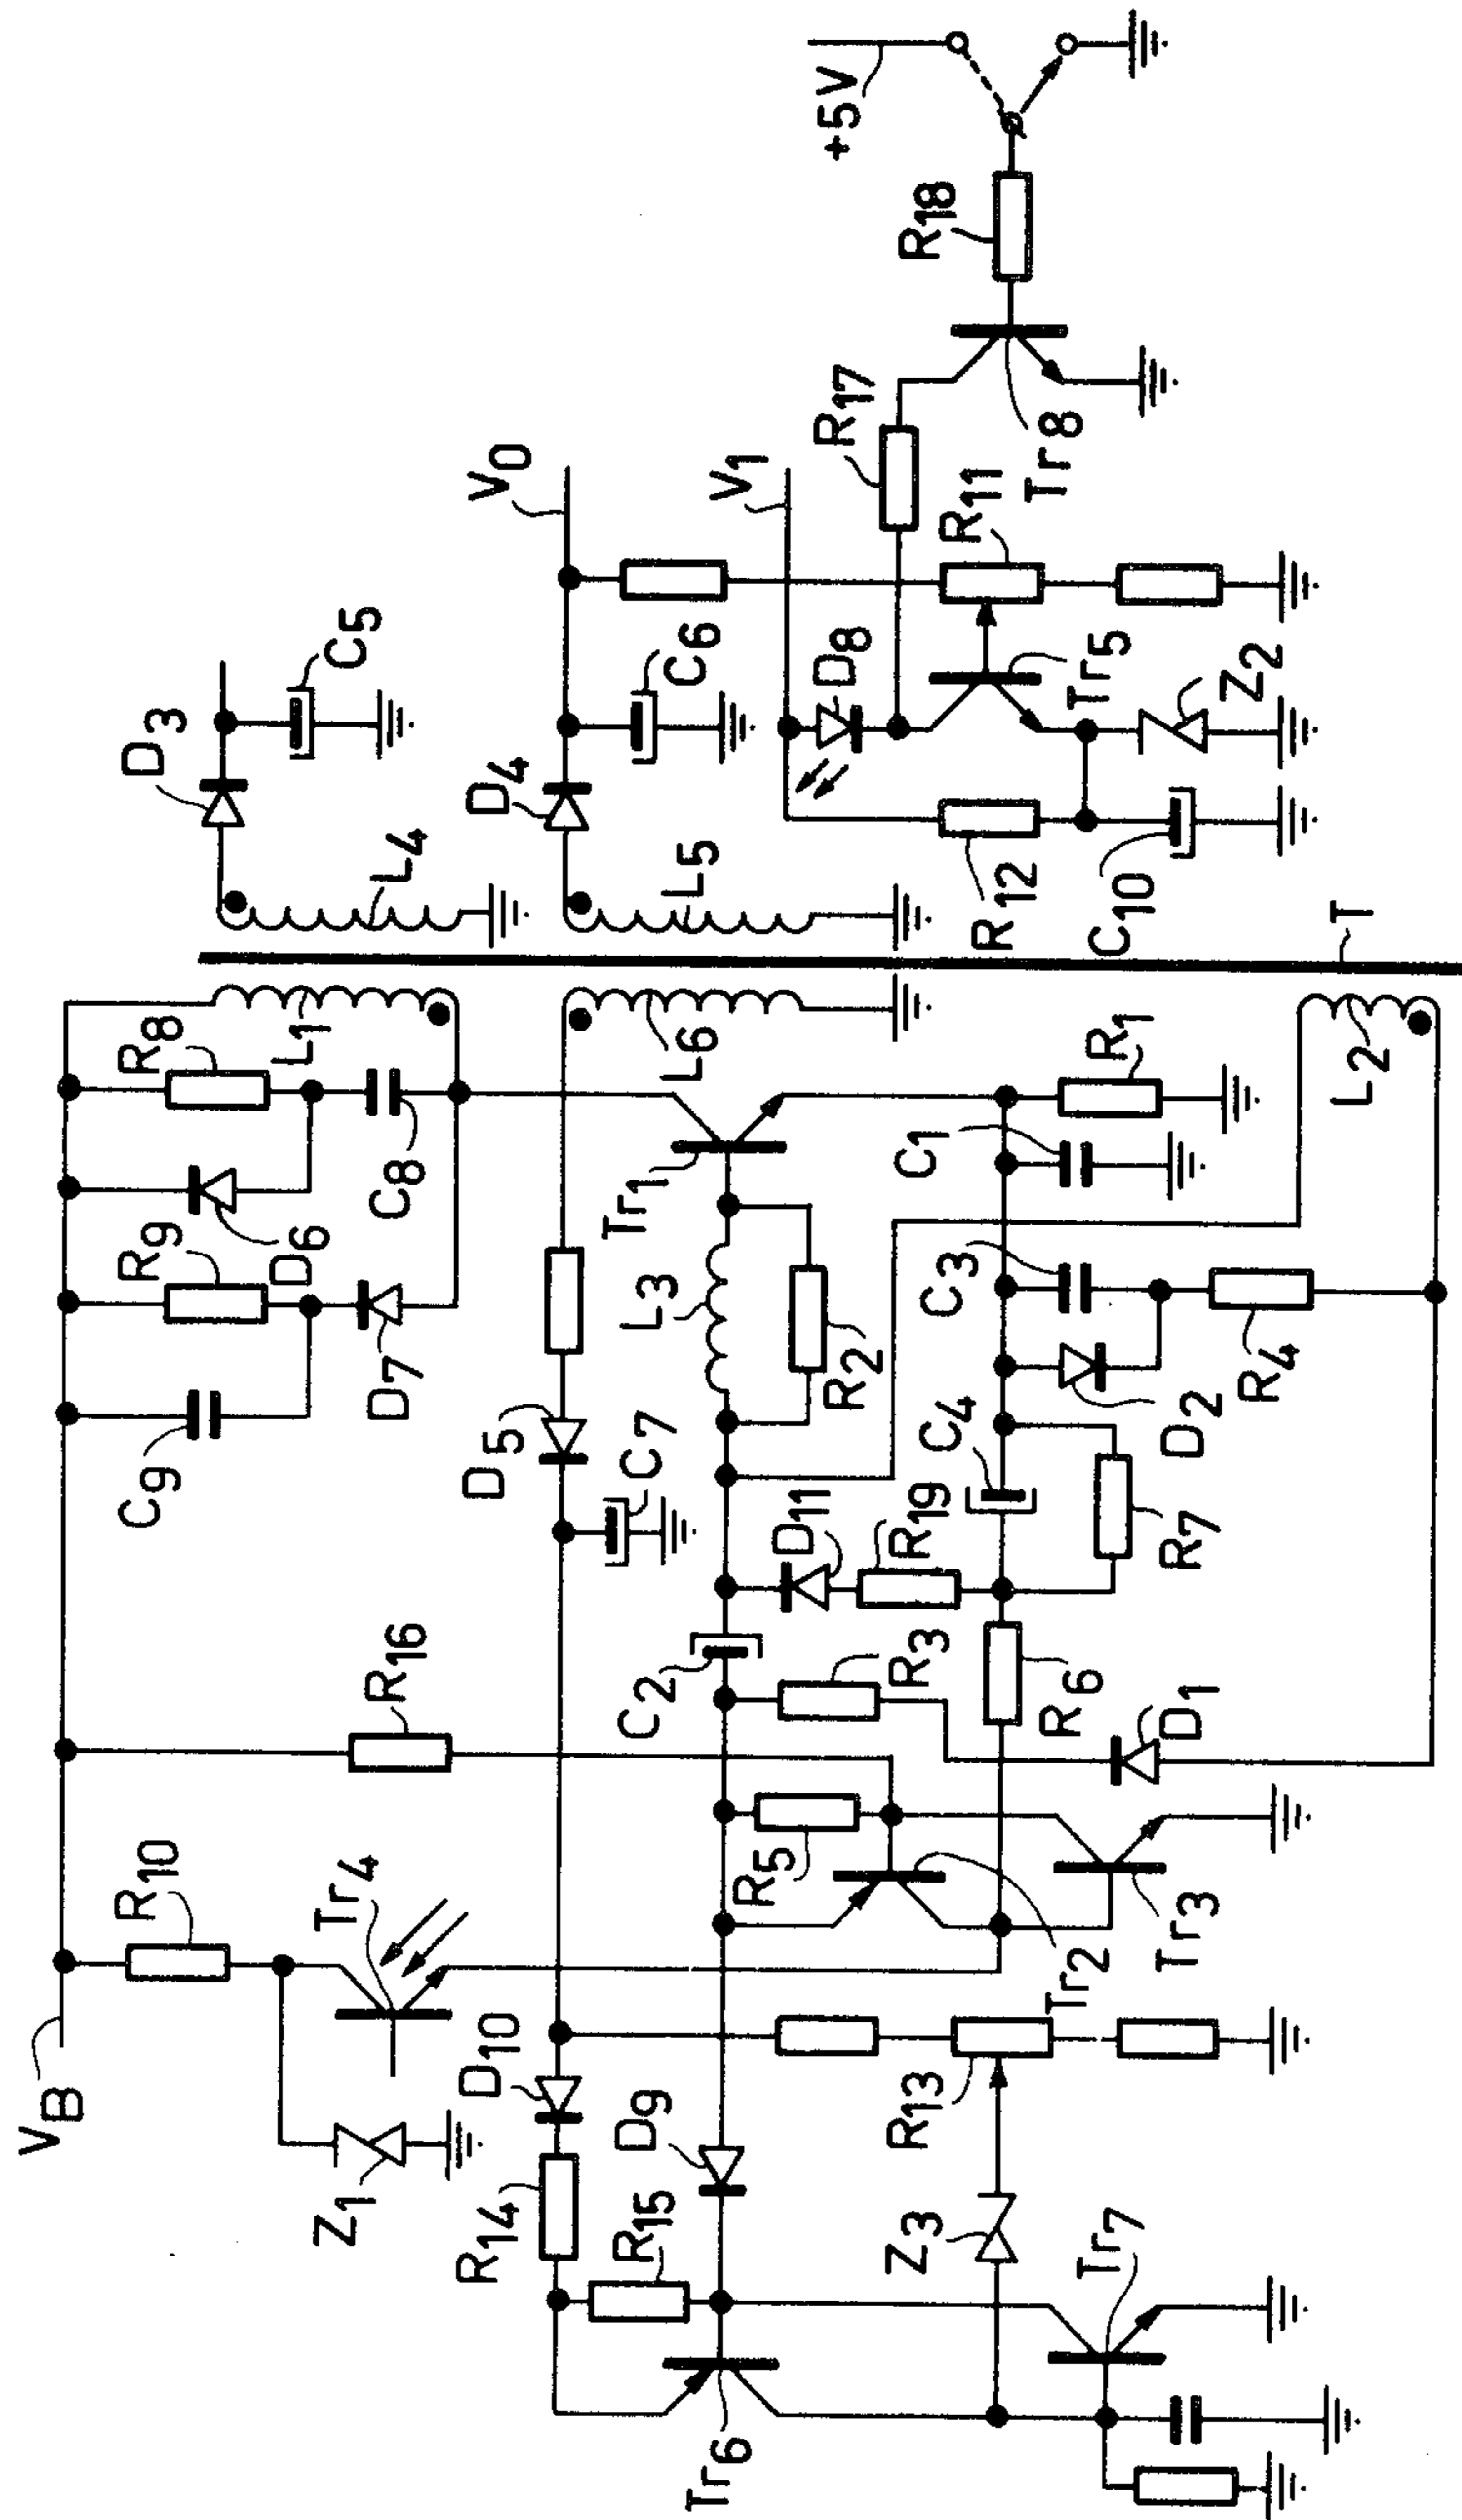 VB
R10
R16
C9
R9
R8
D6
D7
C8
L1
D3
C5
L4
Z1
Tr4
D10
R14
D5
C7
L6
D4
L5
C6
V0
V1
+5V
R15
D9
R5
C2
R3
D11
R19
L3
R2
Tr1
D8
R17
R18
R12
R11
Tr5
Tr8
Tr6
Z3
R13
Tr2
R6
C4
C3
C1
R1
C10
Z2
Tr7
Tr3
D1
R7
D2
R4
L2
T